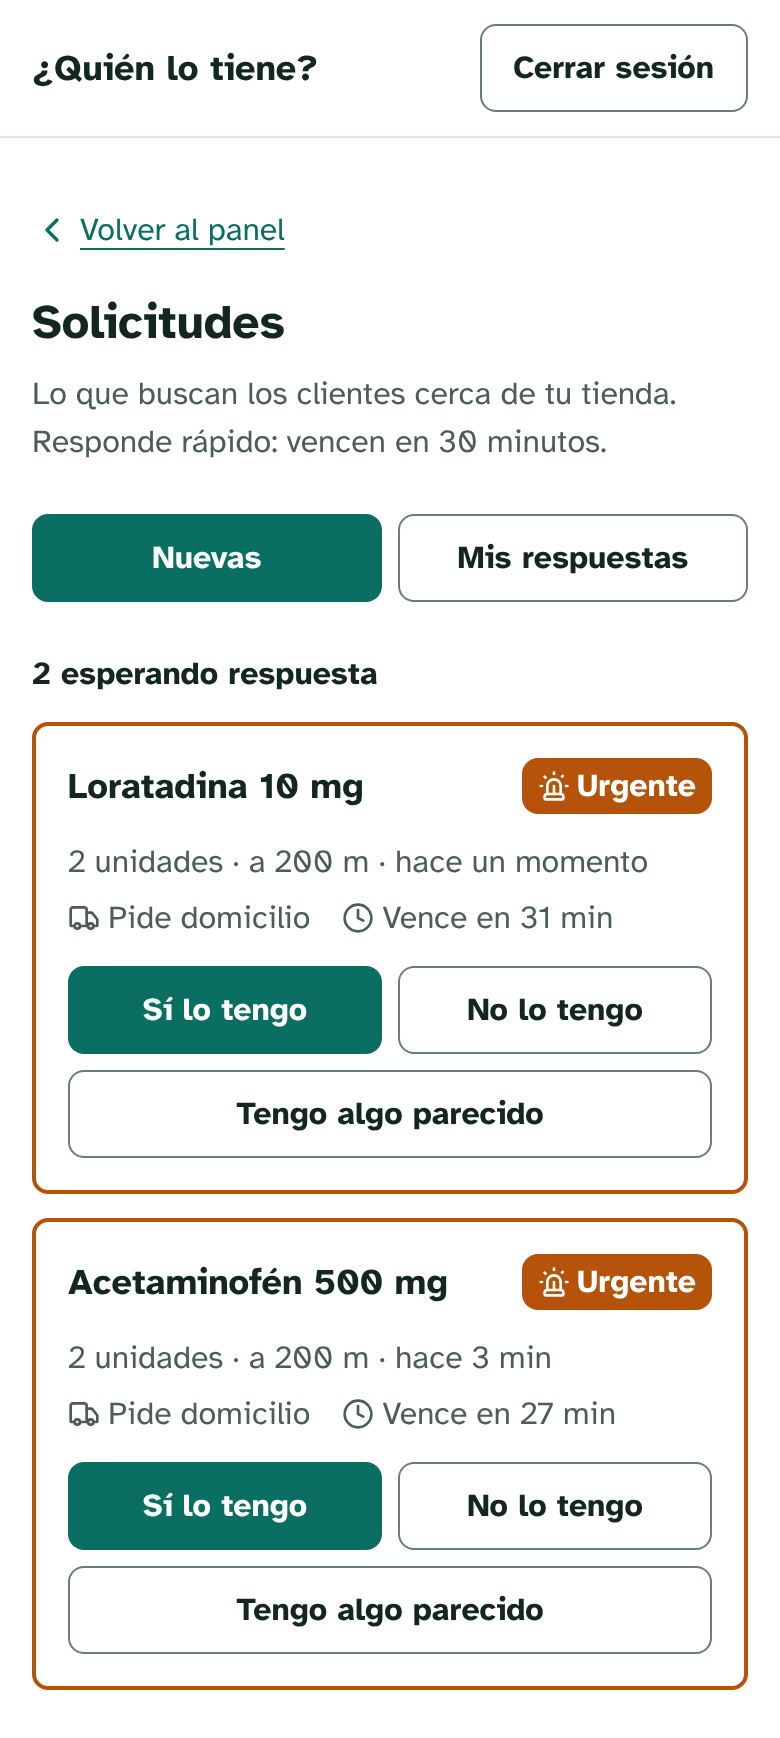 ¿Quién lo tiene?
Cerrar sesión
Volver al panel
Solicitudes
Lo que buscan los clientes cerca de tu tienda.
Responde rápido: vencen en 30 minutos.
Nuevas
Mis respuestas
2 esperando respuesta
Loratadina 10 mg
Urgente
2 unidades · a 200 m · hace un momento
Pide domicilio
Vence en 31 min
Sí lo tengo
No lo tengo
Tengo algo parecido
Acetaminofén 500 mg
Urgente
2 unidades · a 200 m · hace 3 min
Pide domicilio
Vence en 27 min
Sí lo tengo
No lo tengo
Tengo algo parecido